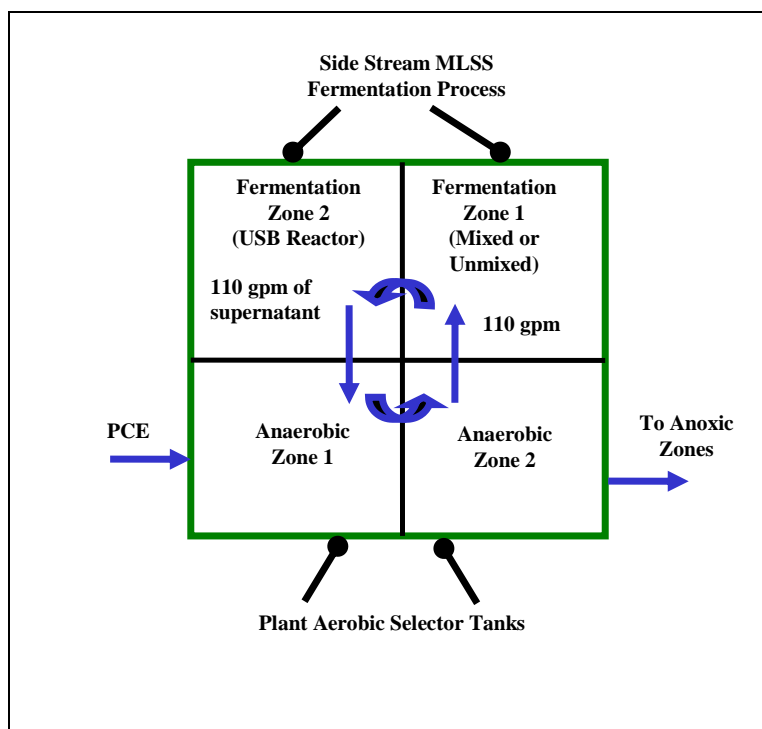 Side Stream MLSS
Fermentation Process
Fermentation
Zone 2
(USB Reactor)
Fermentation
Zone 1
(Mixed or
Unmixed)
110 gpm of
supernatant
110 gpm
PCE
Anaerobic
Zone 1
Anaerobic
Zone 2
To Anoxic
Zones
Plant Aerobic Selector Tanks